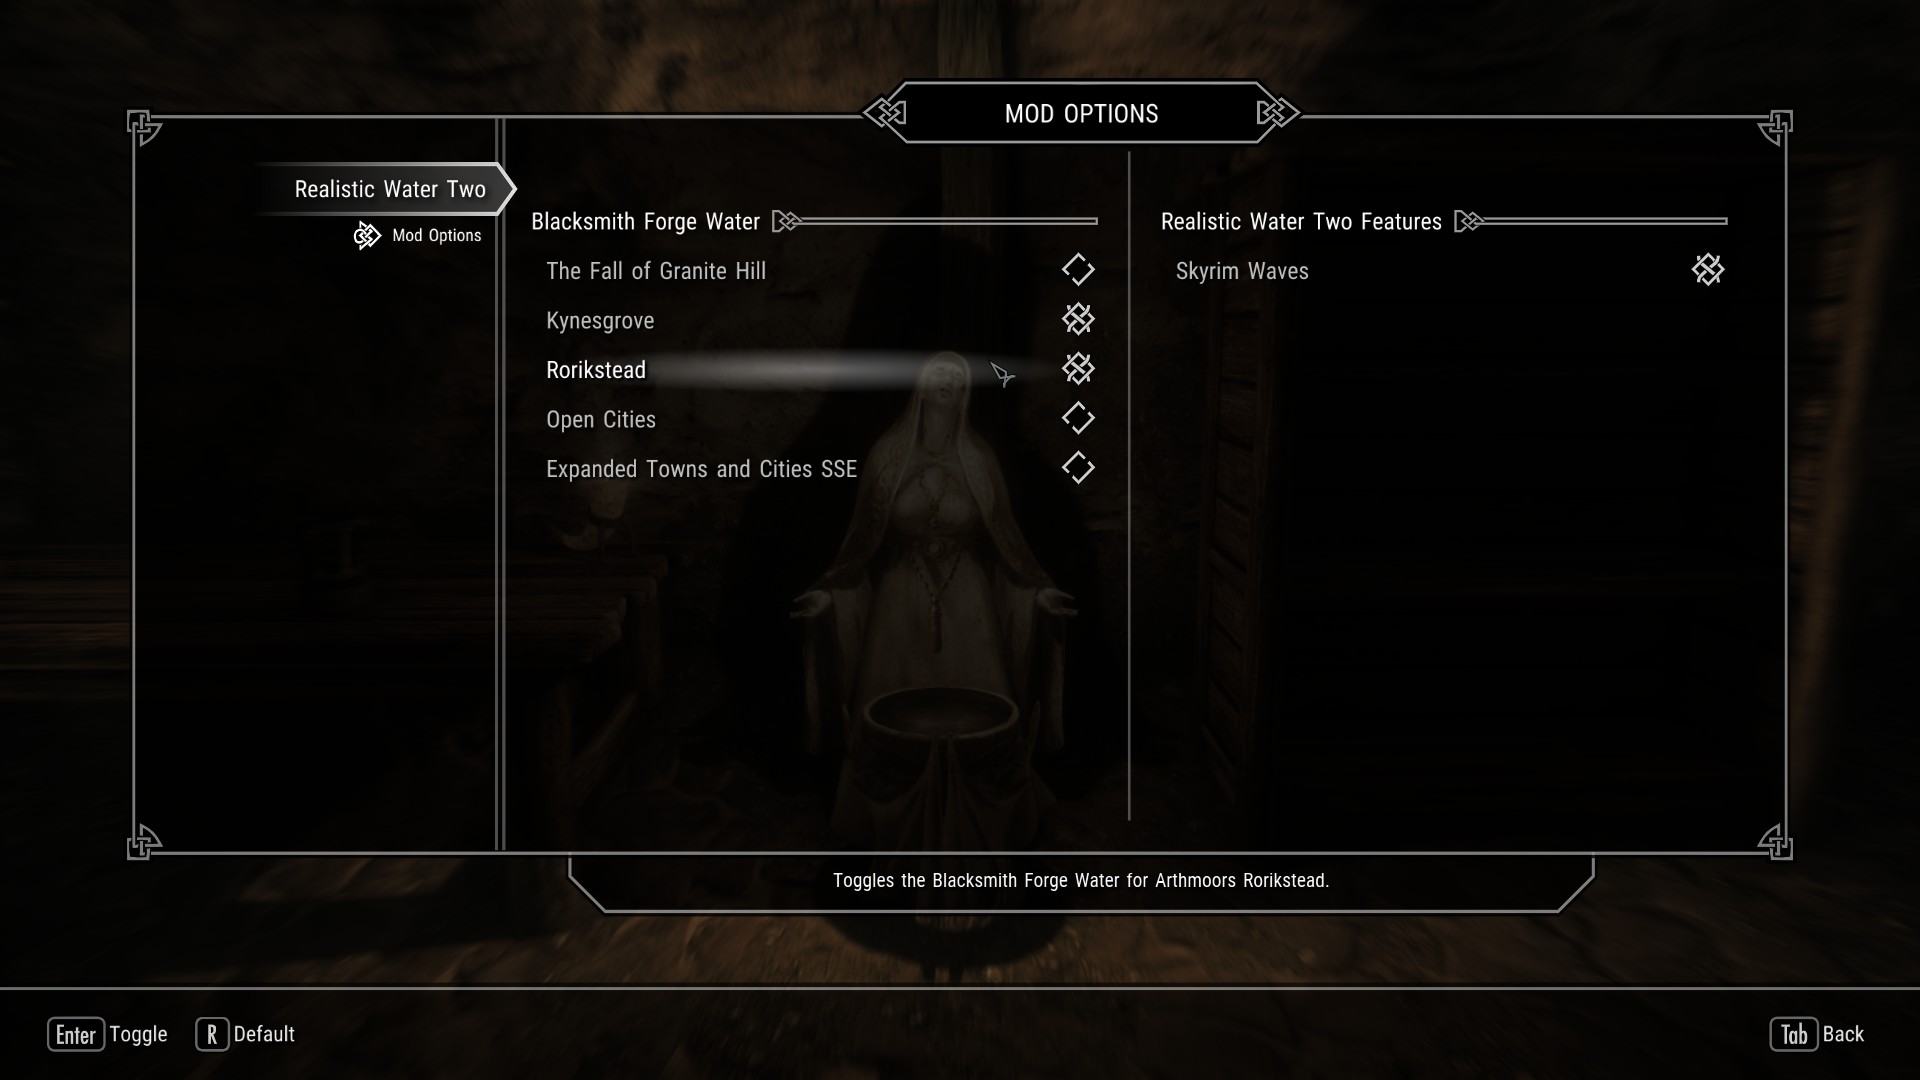 MOD OPTIONS
Realistic Water Two
Mod Options
Blacksmith Forge Water
The Fall of Granite Hill
Kynesgrove
Rorikstead
Open Cities
Expanded Towns and Cities SSE
Realistic Water Two Features
Skyrim Waves
Toggles the Blacksmith Forge Water for Arthmoors Rorikstead.
Enter Toggle R Default Tab Back